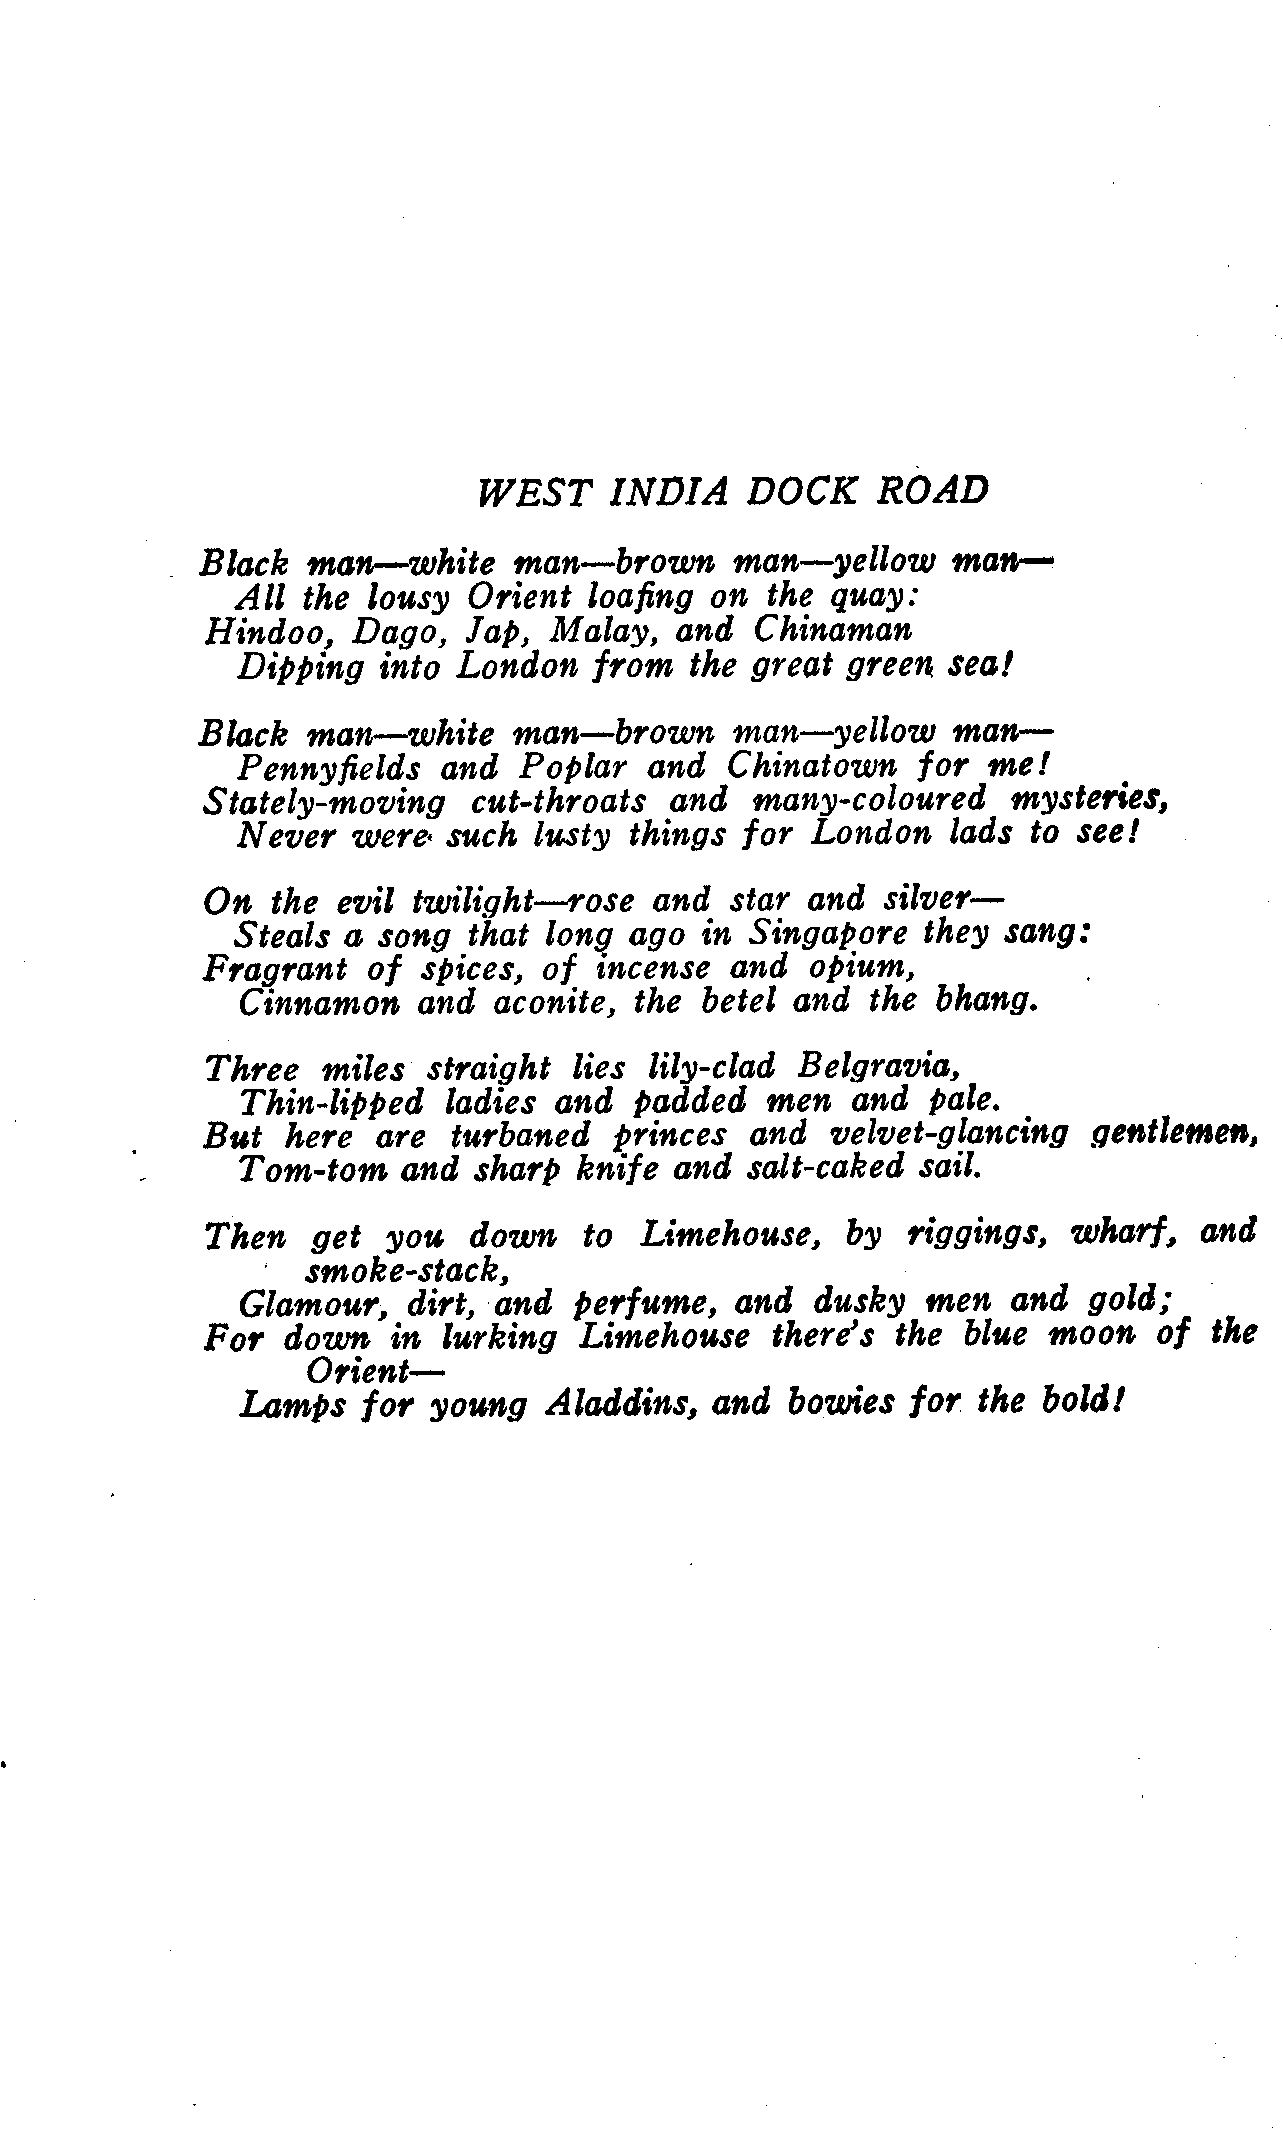 WEST INDIA DOCK ROAD
Black man—white man—brown man—yellow man—
All the lousy Orient loafing on the quay:
Hindoo, Dago, Jap, Malay, and Chinaman
Dipping into London from the great green sea!
Black man—white man—brown man—yellow man—
Pennyfields and Poplar and Chinatown for me!
Stately-moving cut-throats and many-coloured mysteries,
Never were such lusty things for London lads to see!
On the evil twilight—rose and star and silver—
Steals a song that long ago in Singapore they sang:
Fragrant of spices, of incense and opium,
Cinnamon and aconite, the betel and the bhang.
Three miles straight lies lily-clad Belgravia,
Thin-lipped ladies and padded men and pale.
But here are turbaned princes and velvet-glancing gentlemen,
Tom-tom and sharp knife and salt-caked sail.
Then get you down to Limehouse, by riggings, wharf, and
smoke-stack,
Glamour, dirt, and perfume, and dusky men and gold;
For down in lurking Limehouse there's the blue moon of the
Orient—
Lamps for young Aladdins, and bowies for the bold!